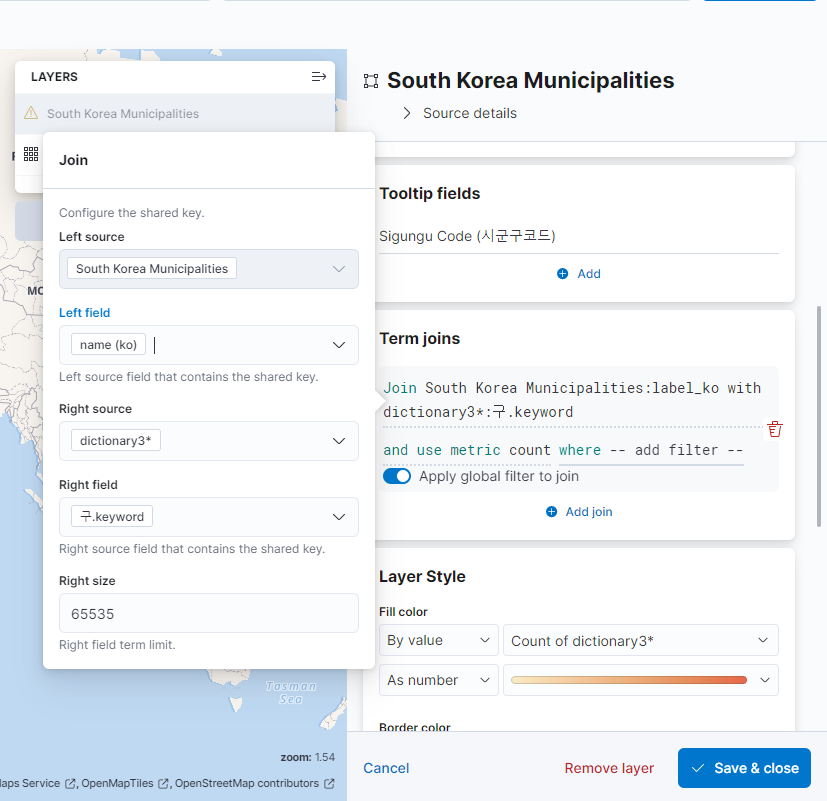 LAYERS
South Korea Municipalities
Join
Configure the shared key.
Left source
South Korea Municipalities
Left field
name (ko)
Left source field that contains the shared key.
Right source
dictionary3*
Right field
구.keyword
Right source field that contains the shared key.
Right size
65535
Right field term limit.
MO
Tasman
Sea
zoom: 1.54
aps Service, OpenMapTiles, OpenStreetMap contributors
South Korea Municipalities
Source details
Tooltip fields
Sigungu Code (시군구코드)
Add
Term joins
Join South Korea Municipalities:label_ko with
dictionary3*:구.keyword
and use metric count where -- add filter --
Apply global filter to join
Add join
Layer Style
Fill color
By value
Count of dictionary3*
As number
Border color
Cancel
Remove layer
Save & close